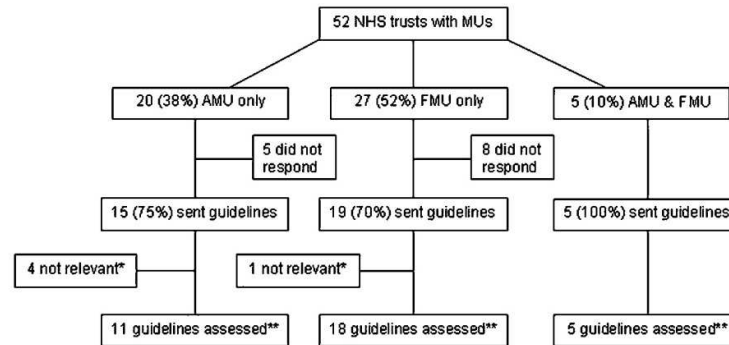 52 NHS trusts with MUs
20 (38%) AMU only
27 (52%) FMU only
5 (10%) AMU & FMU
5 did not
respond
8 did not
respond
15 (75%) sent guidelines
19 (70%) sent guidelines
5 (100%) sent guidelines
4 not relevant*
1 not relevant*
11 guidelines assessed**
18 guidelines assessed**
5 guidelines assessed**